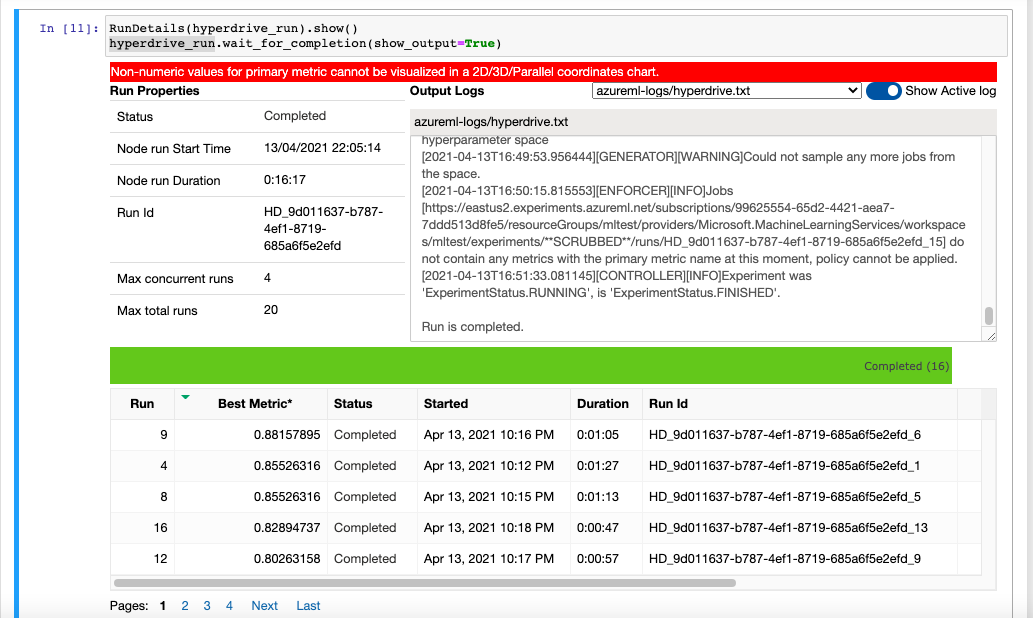 In [11]:
RunDetails(hyperdrive_run).show()
hyperdrive_run.wait_for_completion(show_output=True)
Non-numeric values for primary metric cannot be visualized in a 2D/3D/Parallel coordinates chart.
Run Properties
Status Completed
Node run Start Time 13/04/2021 22:05:14
Node run Duration 0:16:17
Run Id HD_9d011637-b787-
4ef1-8719-
685a6f5e2efd
Max concurrent runs 4
Max total runs 20
Output Logs azureml-logs/hyperdrive.txt Show Active log
azureml-logs/hyperdrive.txt
hyperparameter space
[2021-04-13T16:49:53.956444][GENERATOR][WARNING]Could not sample any more jobs from
the space.
[2021-04-13T16:50:15.815553][ENFORCER][INFO]Jobs
[https://eastus2.experiments.azureml.net/subscriptions/99625554-65d2-4421-aea7-
7ddd513d8fe5/resourceGroups/mltest/providers/Microsoft.MachineLearningServices/workspace
s/mltest/experiments/**SCRUBBED**/runs/HD_9d011637-b787-4ef1-8719-685a6f5e2efd_15] do
not contain any metrics with the primary metric name at this moment, policy cannot be applied.
[2021-04-13T16:51:33.081145][CONTROLLER][INFO]Experiment was
'ExperimentStatus.RUNNING', is 'ExperimentStatus.FINISHED'.
Run is completed.
Completed (16)
Run Best Metric* Status Started Duration Run Id
9 0.88157895 Completed Apr 13, 2021 10:16 PM 0:01:05 HD_9d011637-b787-4ef1-8719-685a6f5e2efd_6
4 0.85526316 Completed Apr 13, 2021 10:12 PM 0:01:27 HD_9d011637-b787-4ef1-8719-685a6f5e2efd_1
8 0.85526316 Completed Apr 13, 2021 10:15 PM 0:01:13 HD_9d011637-b787-4ef1-8719-685a6f5e2efd_5
16 0.82894737 Completed Apr 13, 2021 10:18 PM 0:00:47 HD_9d011637-b787-4ef1-8719-685a6f5e2efd_13
12 0.80263158 Completed Apr 13, 2021 10:17 PM 0:00:57 HD_9d011637-b787-4ef1-8719-685a6f5e2efd_9
Pages: 1 2 3 4 Next Last